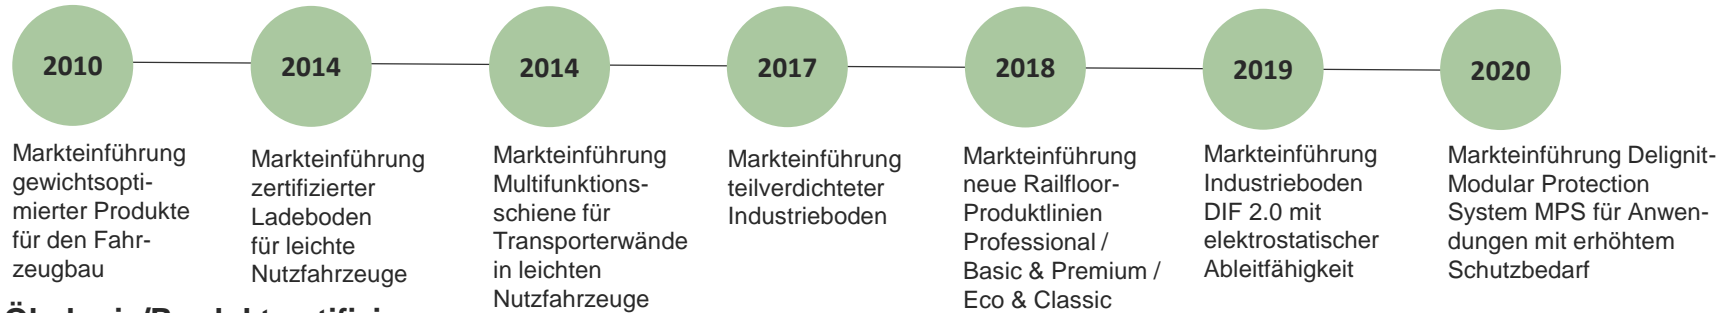 2010
Markteinführung
gewichtsopti-
mierter Produkte
für den Fahr-
zeugbau
2014
Markteinführung
zertifizierter
Ladeboden
für leichte
Nutzfahrzeuge
2014
Markteinführung
Multifunktions-
schiene für
Transporterwände
in leichten
Nutzfahrzeuge
2017
Markteinführung
teilverdichteter
Industrieboden
2018
Markteinführung
neue Railfloor-
Produktlinien
Professional /
Basic & Premium /
Eco & Classic
2019
Markteinführung
Industrieboden
DIF 2.0 mit
elektrostatischer
Ableitfähigkeit
2020
Markteinführung Delignit-
Modular Protection
System MPS für Anwen-
dungen mit erhöhtem
Schutzbedarf